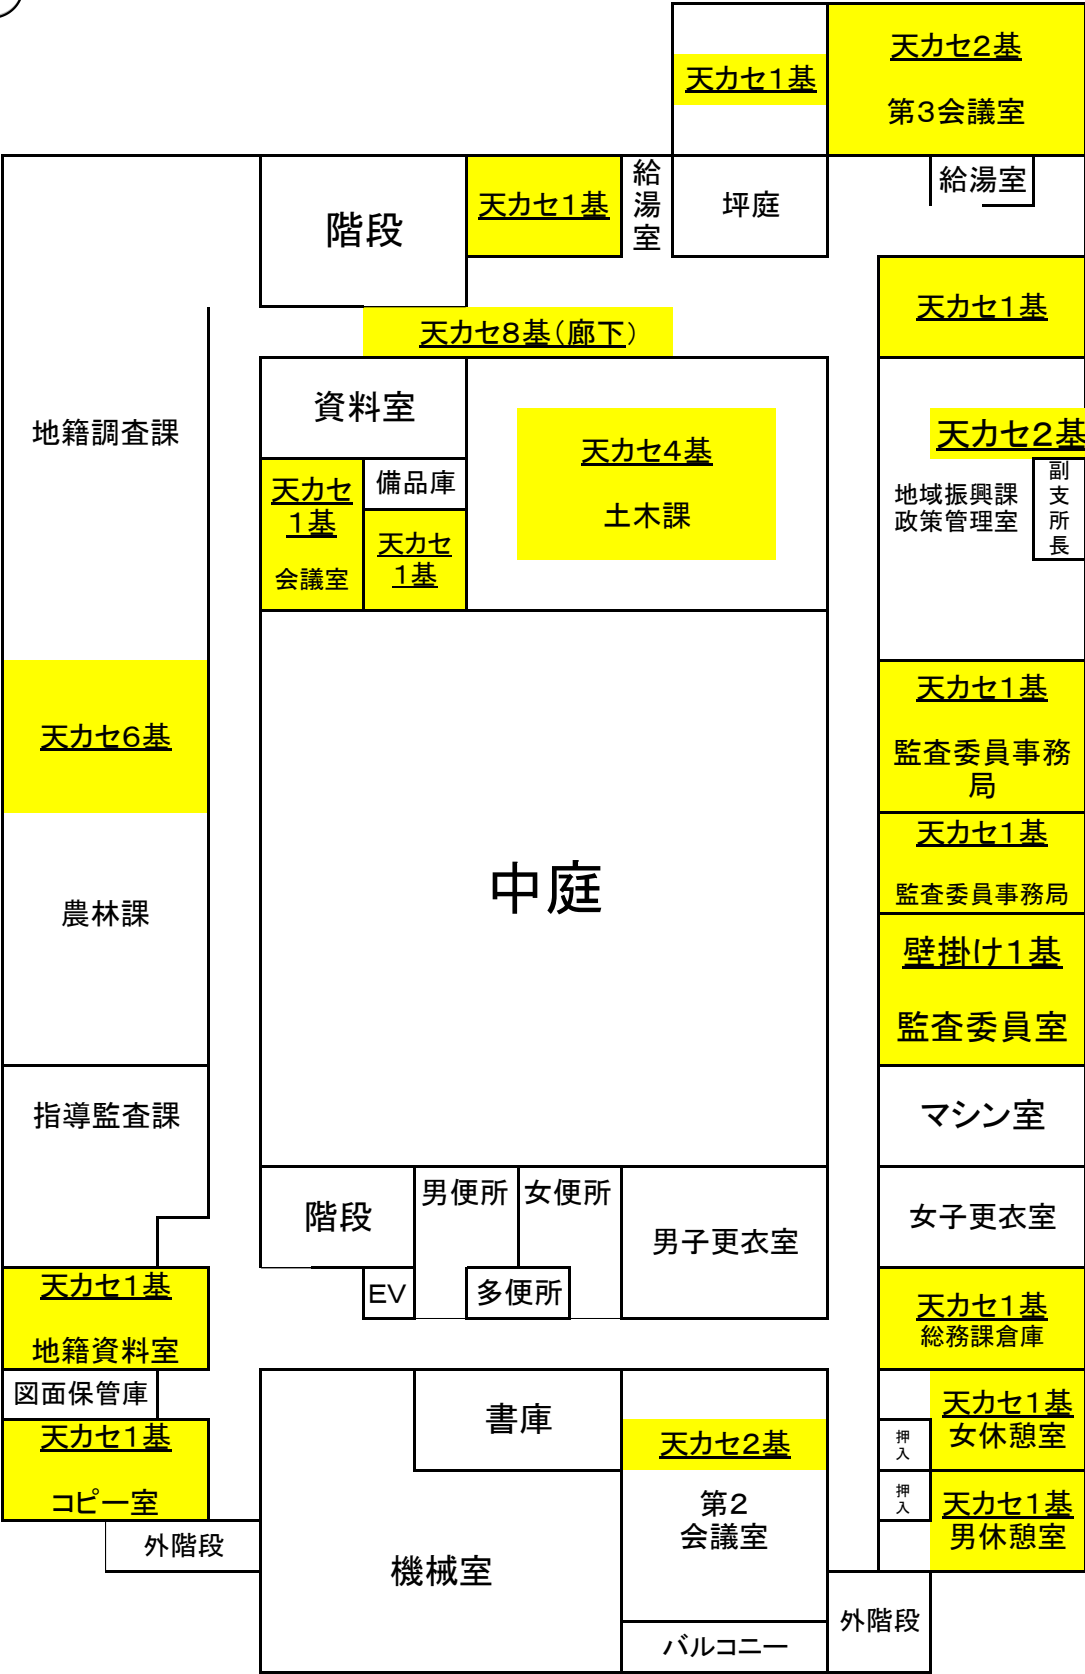 天カセ2基
天カセ1基
第3会議室
給
湯
室
給湯室
天カセ1基
坪庭
階段
天カセ1基
天カセ8基（廊下）
資料室
地籍調査課
天カセ2基
天カセ4基
備品庫
副
支
所
長
天カセ
1基
地域振興課
政策管理室
土木課
天カセ
1基
会議室
天カセ1基
天カセ6基
監査委員事務
局
天カセ1基
中庭
監査委員事務局
農林課
壁掛け1基
監査委員室
指導監査課
マシン室
男便所
女便所
階段
女子更衣室
男子更衣室
天カセ1基
EV
多便所
天カセ1基
総務課倉庫
地籍資料室
図面保管庫
書庫
天カセ1基
女休憩室
天カセ1基
天カセ2基
押
入
押
入
コピー室
第2
会議室
天カセ1基
男休憩室
外階段
機械室
外階段
バルコニー